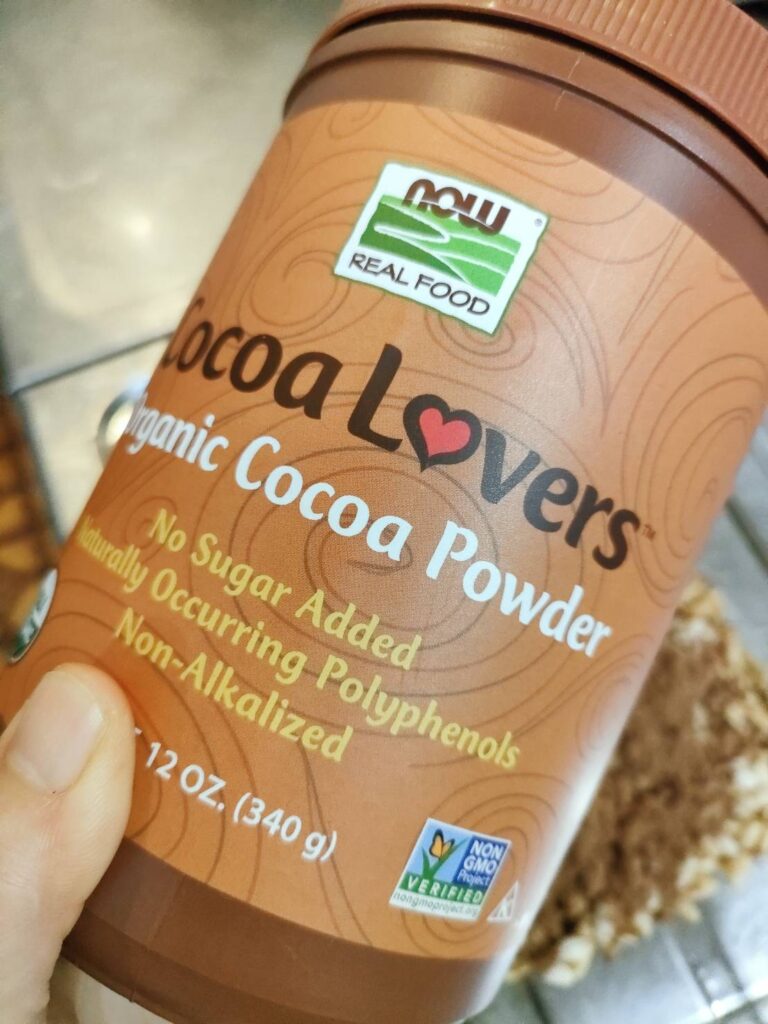 now
REAL FOOD
Cocoa Lovers™
Organic Cocoa Powder
No Sugar Added
Naturally Occurring Polyphenols
Non-Alkalized
12 OZ. (340 g)
NON
GMO
Project
VERIFIED
nongmoproject.org